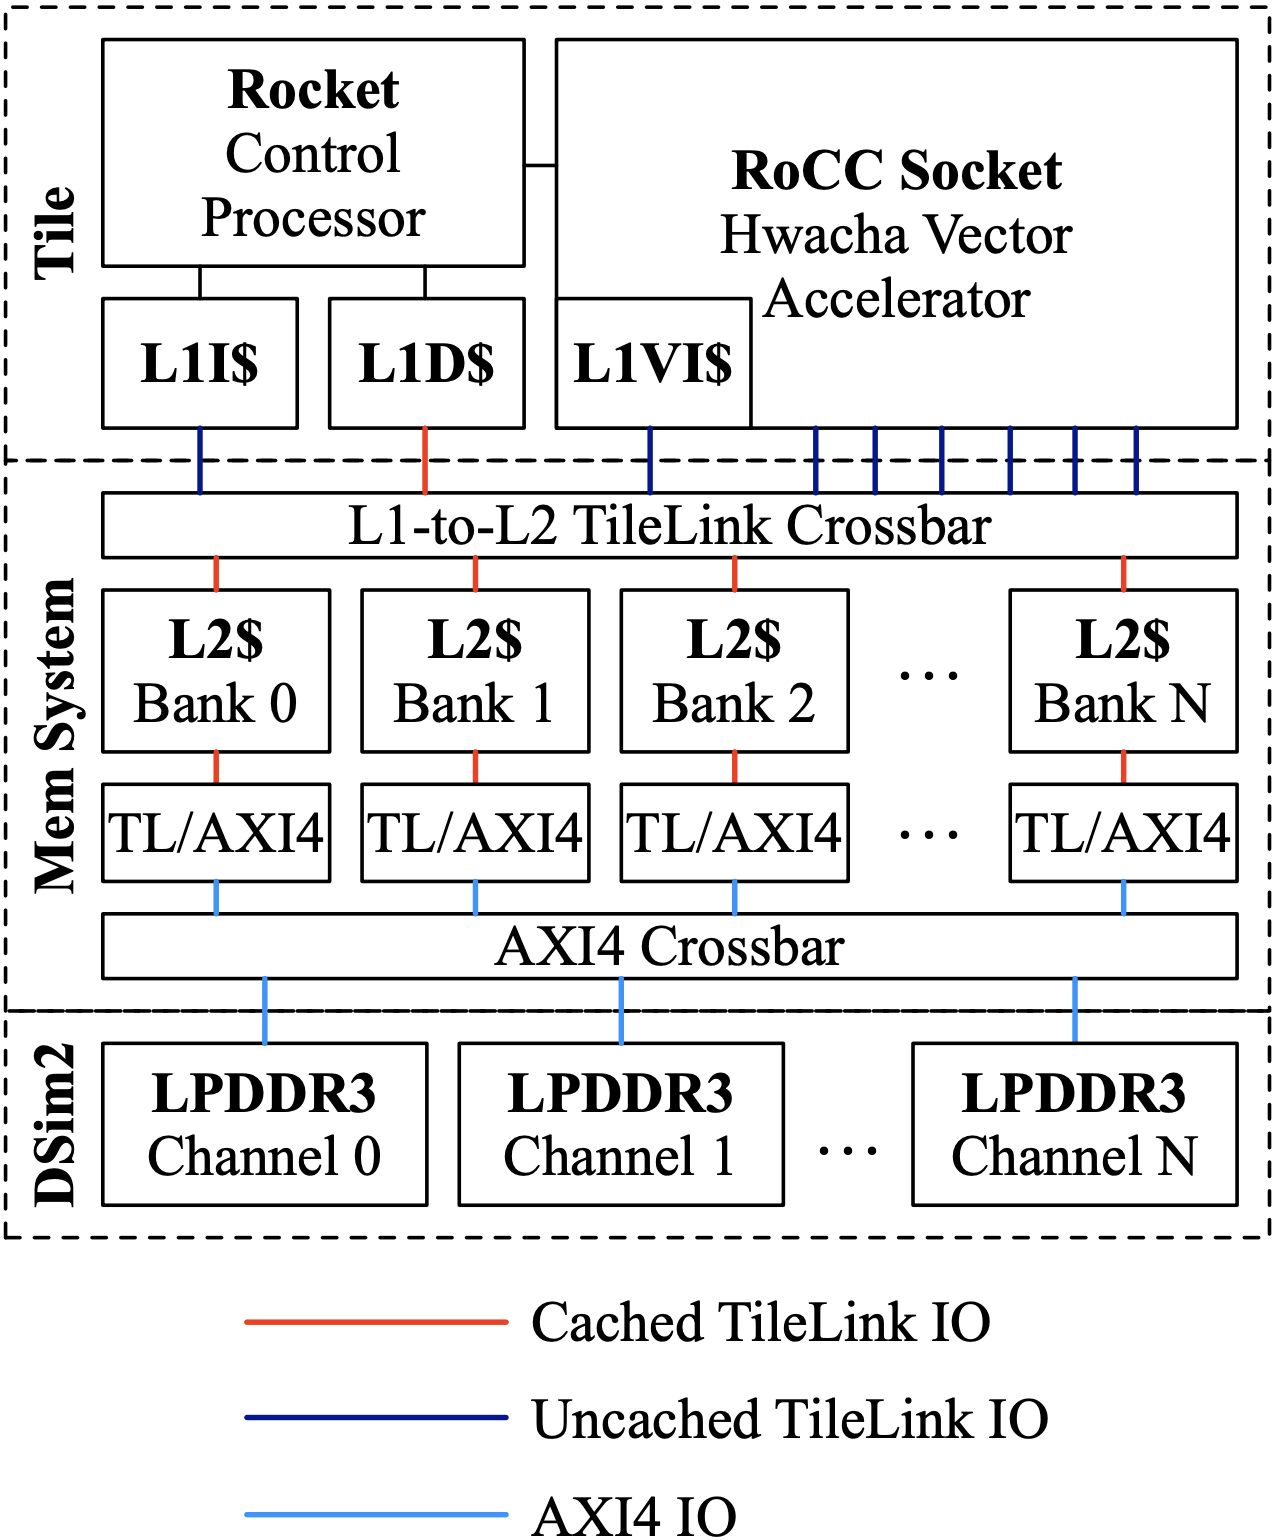 Tile
Rocket
Control
Processor
RoCC Socket
Hwacha Vector
Accelerator
L1I$
L1D$
L1VI$
Mem System
L1-to-L2 TileLink Crossbar
L2$
Bank 0
L2$
Bank 1
L2$
Bank 2
...
L2$
Bank N
TL/AXI4
TL/AXI4
TL/AXI4
...
TL/AXI4
AXI4 Crossbar
DSim2
LPDDR3
Channel 0
LPDDR3
Channel 1
...
LPDDR3
Channel N
Cached TileLink IO
Uncached TileLink IO
AXI4 IO